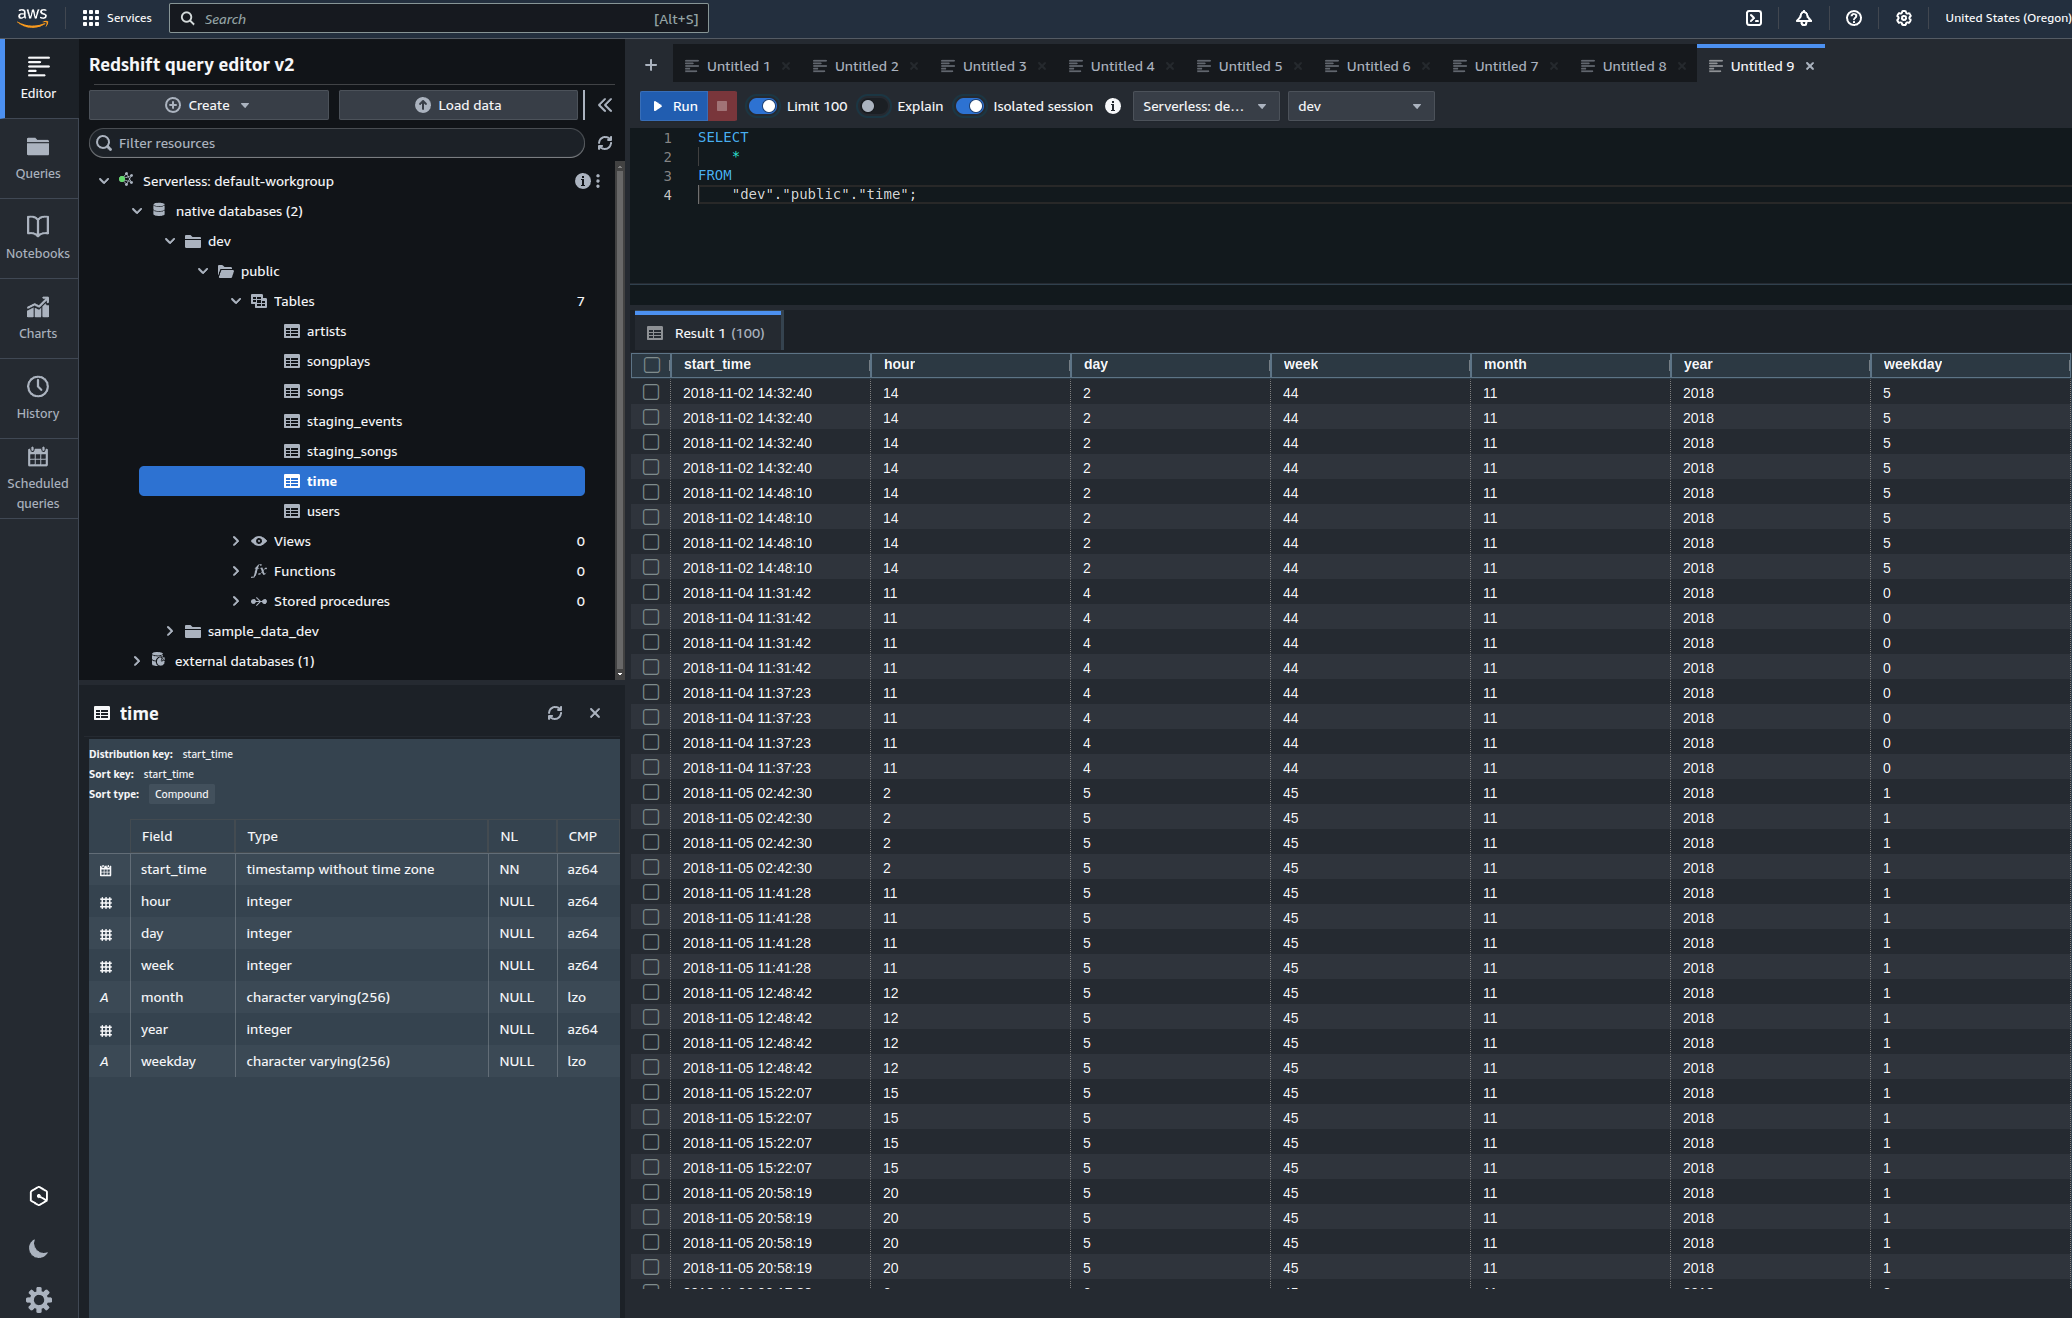 aws Services Search [Alt+S] United States (Oregon)
Editor
Queries
Notebooks
Charts
History
Scheduled
queries
Redshift query editor v2
Create Load data
Filter resources
Serverless: default-workgroup
native databases (2)
dev
public
Tables 7
artists
songplays
songs
staging_events
staging_songs
time
users
Views 0
fx Functions 0
Stored procedures 0
sample_data_dev
external databases (1)
time
Distribution key: start_time
Sort key: start_time
Sort type: Compound
Field Type NL CMP
start_time timestamp without time zone NN az64
hour integer NULL az64
day integer NULL az64
week integer NULL az64
A month character varying(256) NULL lzo
year integer NULL az64
A weekday character varying(256) NULL lzo
+ Untitled 1 Untitled 2 Untitled 3 Untitled 4 Untitled 5 Untitled 6 Untitled 7 Untitled 8 Untitled 9
Run Limit 100 Explain Isolated session Serverless: de... dev
1 SELECT
2 *
3 FROM
4 "dev"."public"."time";
Result 1 (100)
start_time hour day week month year weekday
2018-11-02 14:32:40 14 2 44 11 2018 5
2018-11-02 14:32:40 14 2 44 11 2018 5
2018-11-02 14:32:40 14 2 44 11 2018 5
2018-11-02 14:32:40 14 2 44 11 2018 5
2018-11-02 14:48:10 14 2 44 11 2018 5
2018-11-02 14:48:10 14 2 44 11 2018 5
2018-11-02 14:48:10 14 2 44 11 2018 5
2018-11-02 14:48:10 14 2 44 11 2018 5
2018-11-04 11:31:42 11 4 44 11 2018 0
2018-11-04 11:31:42 11 4 44 11 2018 0
2018-11-04 11:31:42 11 4 44 11 2018 0
2018-11-04 11:31:42 11 4 44 11 2018 0
2018-11-04 11:37:23 11 4 44 11 2018 0
2018-11-04 11:37:23 11 4 44 11 2018 0
2018-11-04 11:37:23 11 4 44 11 2018 0
2018-11-04 11:37:23 11 4 44 11 2018 0
2018-11-05 02:42:30 2 5 45 11 2018 1
2018-11-05 02:42:30 2 5 45 11 2018 1
2018-11-05 02:42:30 2 5 45 11 2018 1
2018-11-05 02:42:30 2 5 45 11 2018 1
2018-11-05 11:41:28 11 5 45 11 2018 1
2018-11-05 11:41:28 11 5 45 11 2018 1
2018-11-05 11:41:28 11 5 45 11 2018 1
2018-11-05 11:41:28 11 5 45 11 2018 1
2018-11-05 12:48:42 12 5 45 11 2018 1
2018-11-05 12:48:42 12 5 45 11 2018 1
2018-11-05 12:48:42 12 5 45 11 2018 1
2018-11-05 12:48:42 12 5 45 11 2018 1
2018-11-05 15:22:07 15 5 45 11 2018 1
2018-11-05 15:22:07 15 5 45 11 2018 1
2018-11-05 15:22:07 15 5 45 11 2018 1
2018-11-05 15:22:07 15 5 45 11 2018 1
2018-11-05 20:58:19 20 5 45 11 2018 1
2018-11-05 20:58:19 20 5 45 11 2018 1
2018-11-05 20:58:19 20 5 45 11 2018 1
2018-11-05 20:58:19 20 5 45 11 2018 1